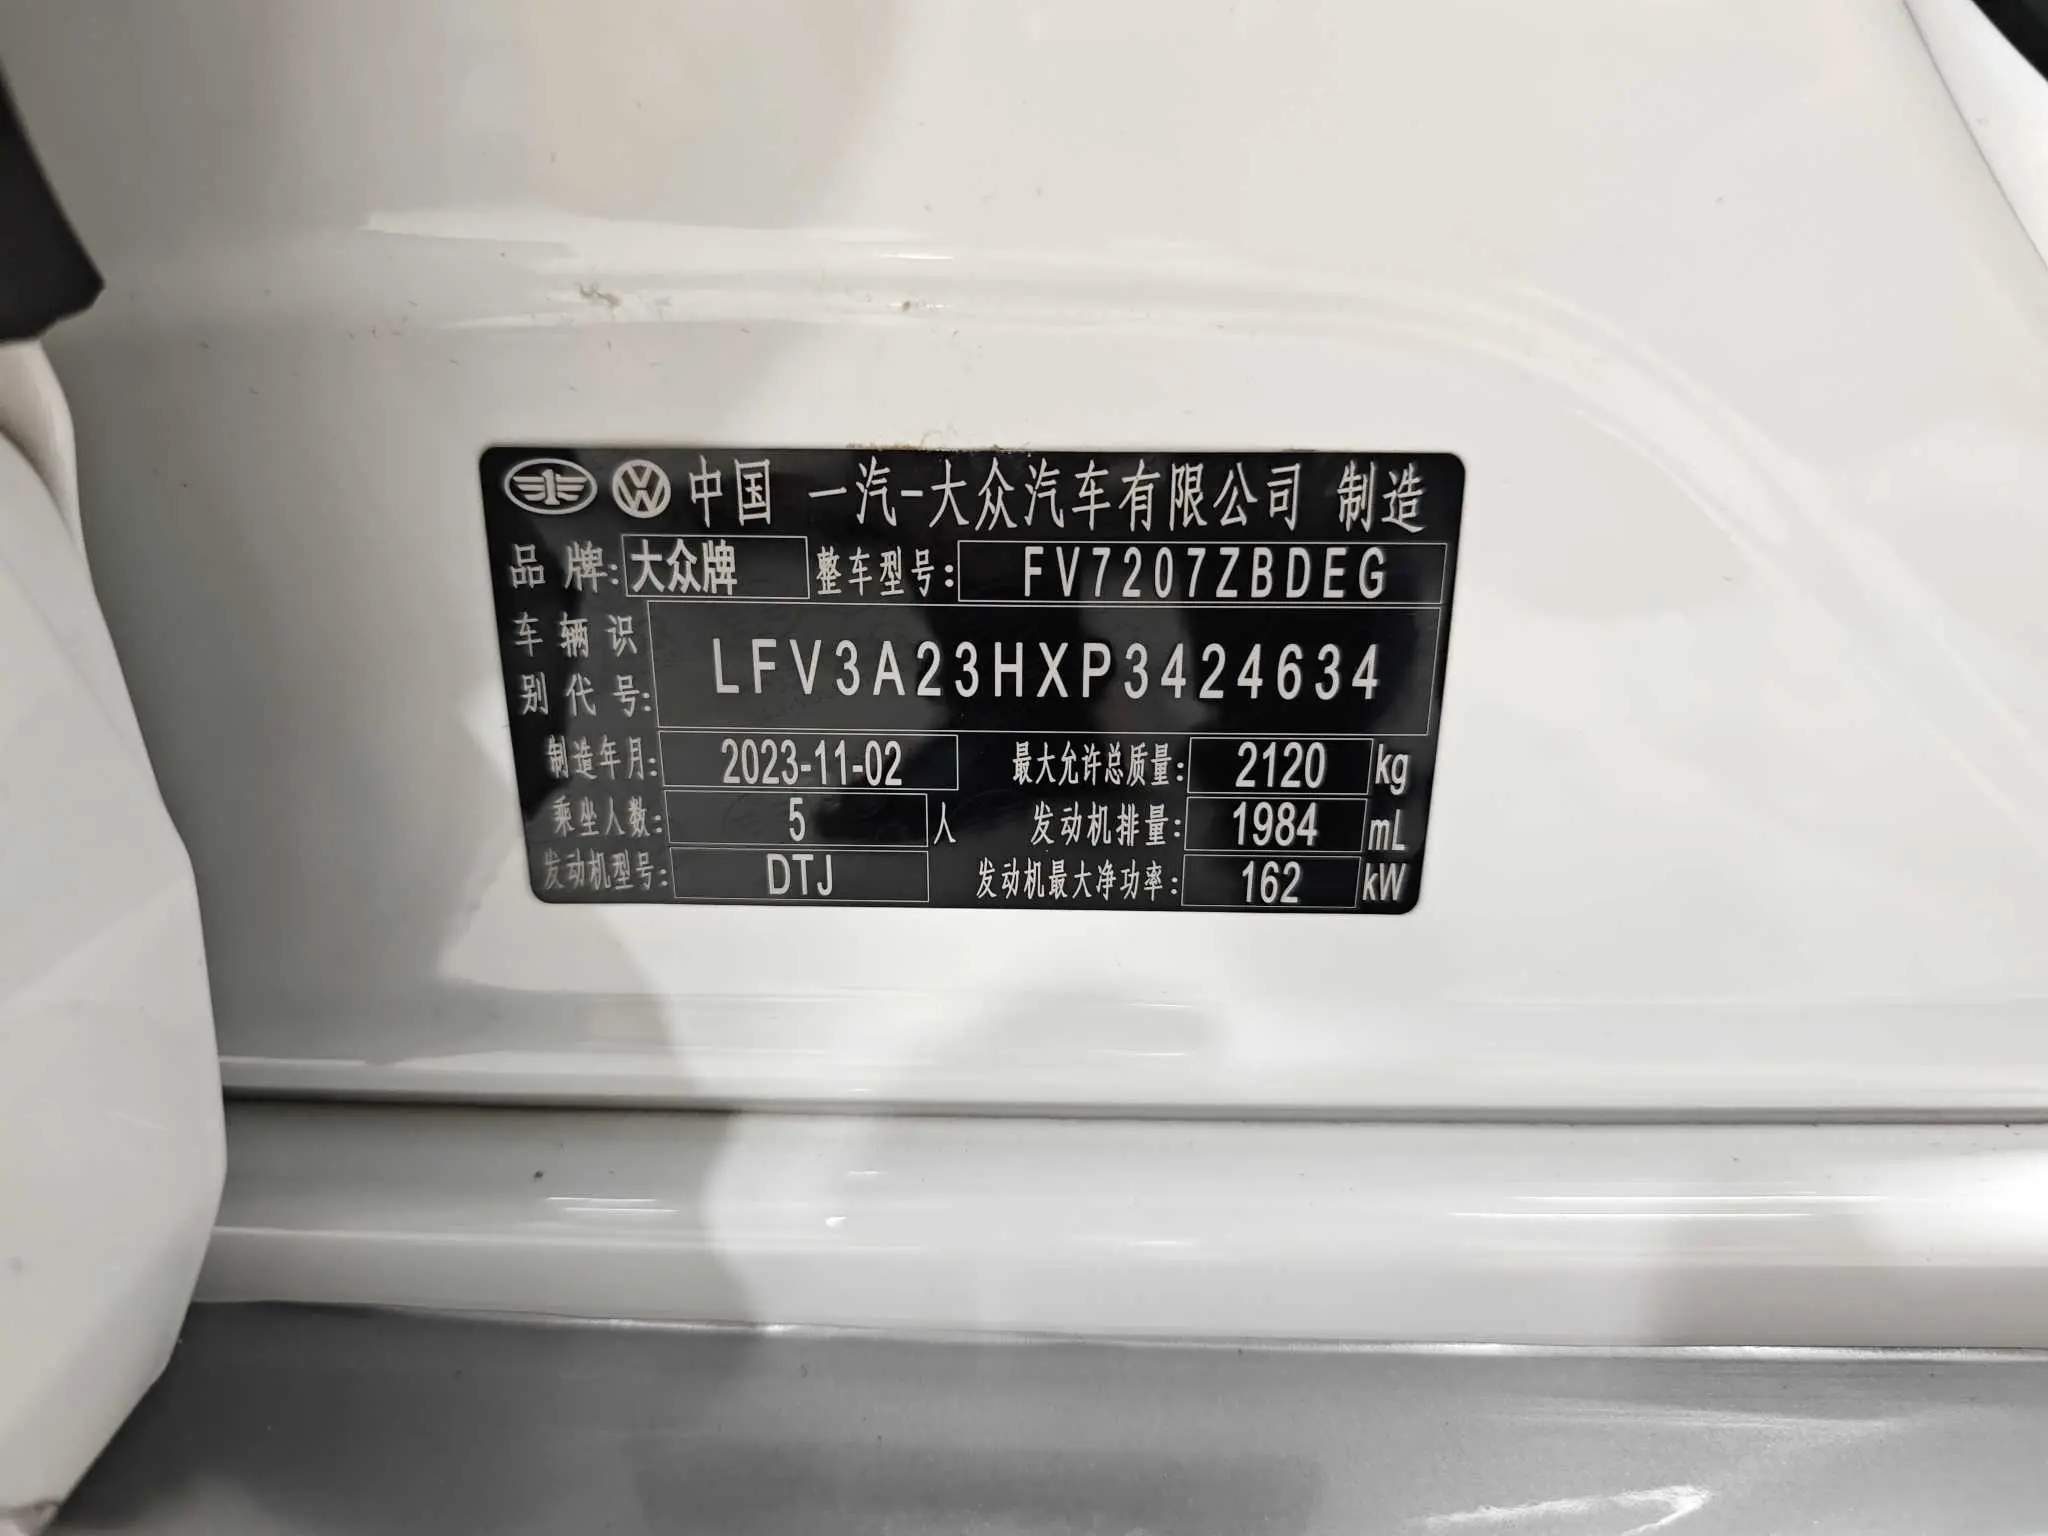 中国 一汽-大众汽车有限公司 制造
品牌: 大众牌 整车型号: FV7207ZBDEG
车辆识别代号: LFV3A23HXP3424634
制造年月: 2023-11-02 最大允许总质量: 2120 kg
乘坐人数: 5 人 发动机排量: 1984 mL
发动机型号: DTJ 发动机最大净功率: 162 kW